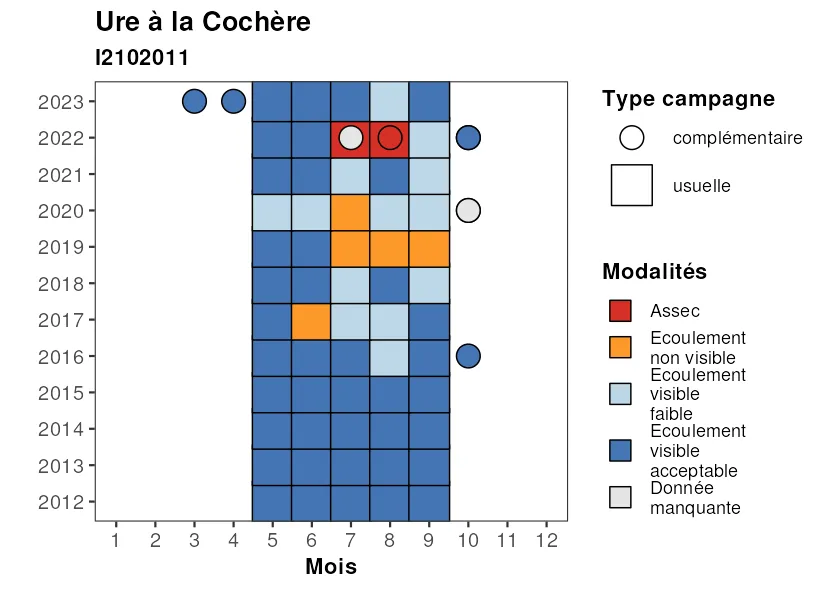 Ure à la Cochère
I2102011
2023
2022
2021
2020
2019
2018
2017
2016
2015
2014
2013
2012
1 2 3 4 5 6 7 8 9 10 11 12
Mois
Type campagne
complémentaire
usuelle
Modalités
Assec
Ecoulement
non visible
Ecoulement
visible
faible
Ecoulement
visible
acceptable
Donnée
manquante